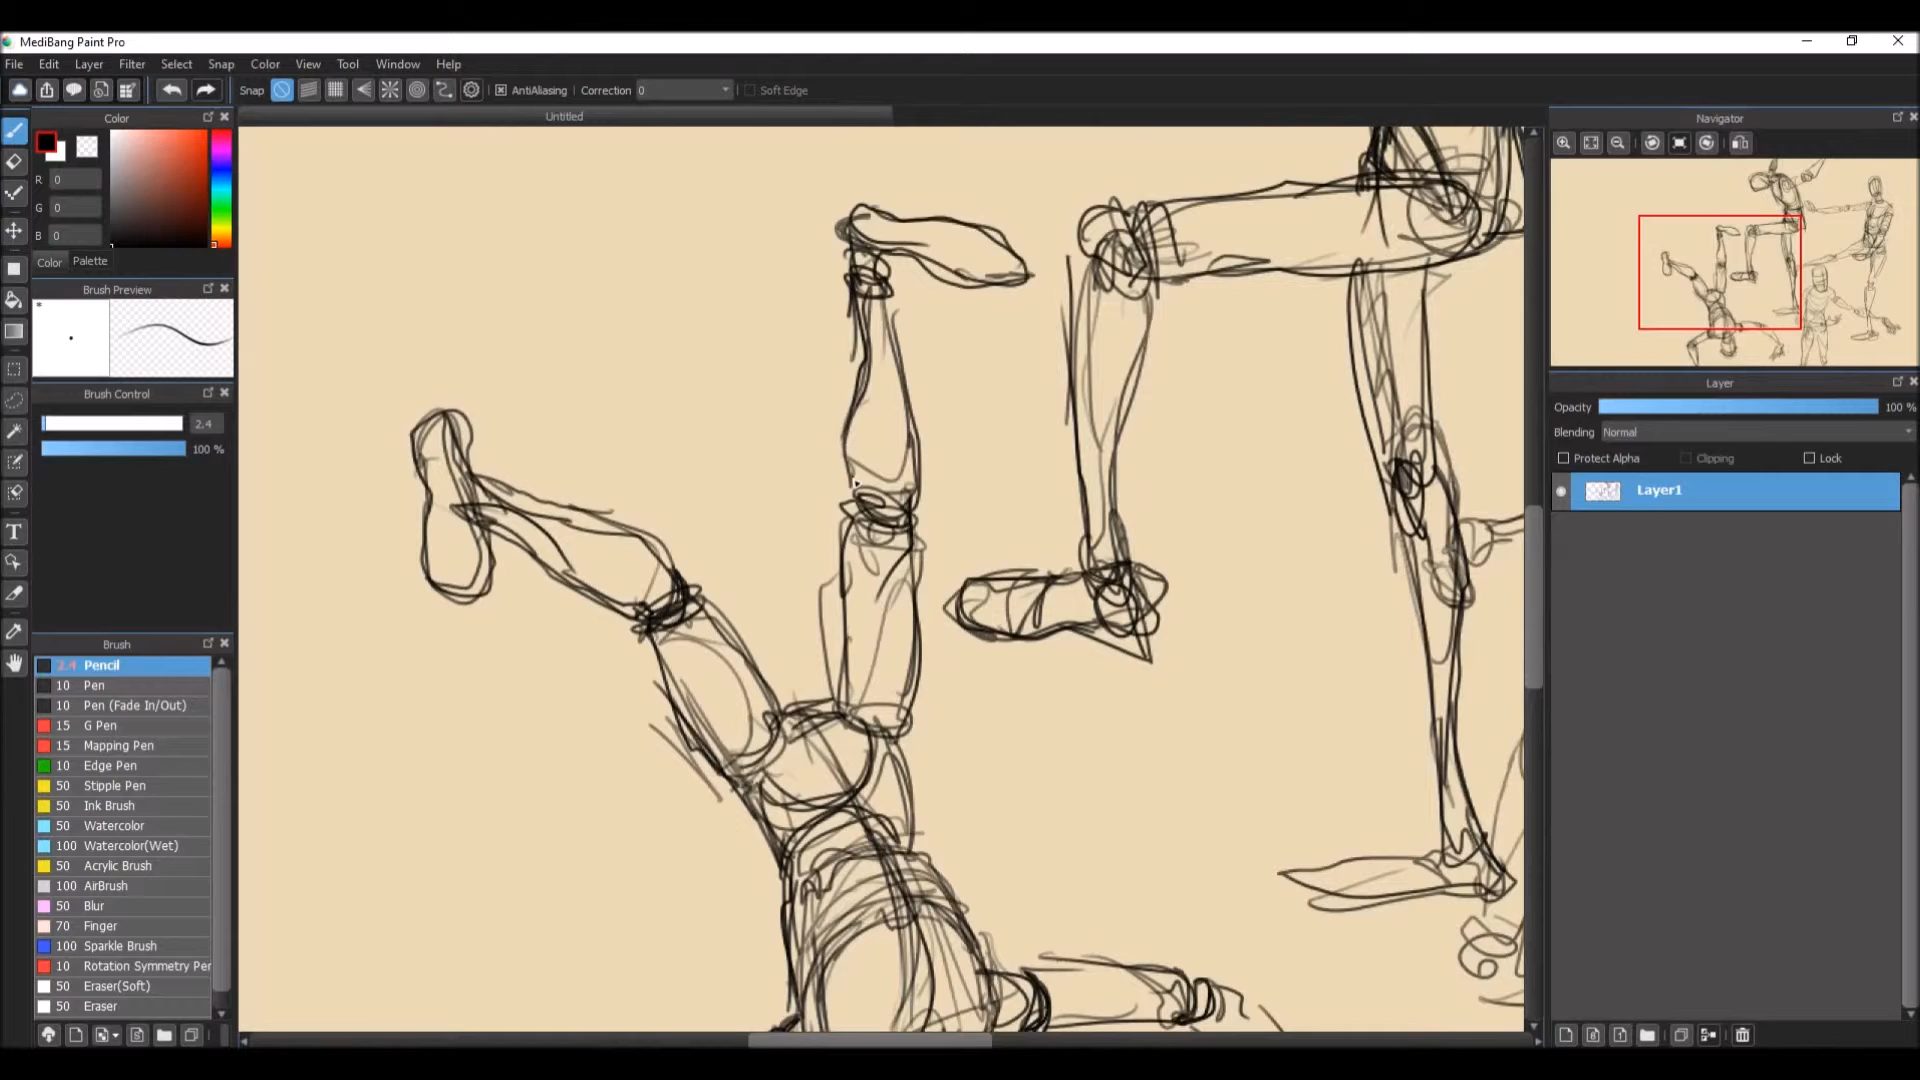 MediBang Paint Pro
File Edit Layer Filter Select Snap Color View Tool Window Help
Snap AntiAliasing Correction 0 Soft Edge
Color
Untitled
Navigator
R 0
G 0
B 0
Color Palette
Brush Preview
*
Brush Control
2.4
100 %
Layer
Opacity 100 %
Blending Normal
Protect Alpha Clipping Lock
Layer1
Brush
2.4 Pencil
10 Pen
10 Pen (Fade In/Out)
15 G Pen
15 Mapping Pen
10 Edge Pen
50 Stipple Pen
50 Ink Brush
50 Watercolor
100 Watercolor(Wet)
50 Acrylic Brush
100 AirBrush
50 Blur
70 Finger
100 Sparkle Brush
10 Rotation Symmetry Per
50 Eraser(Soft)
50 Eraser